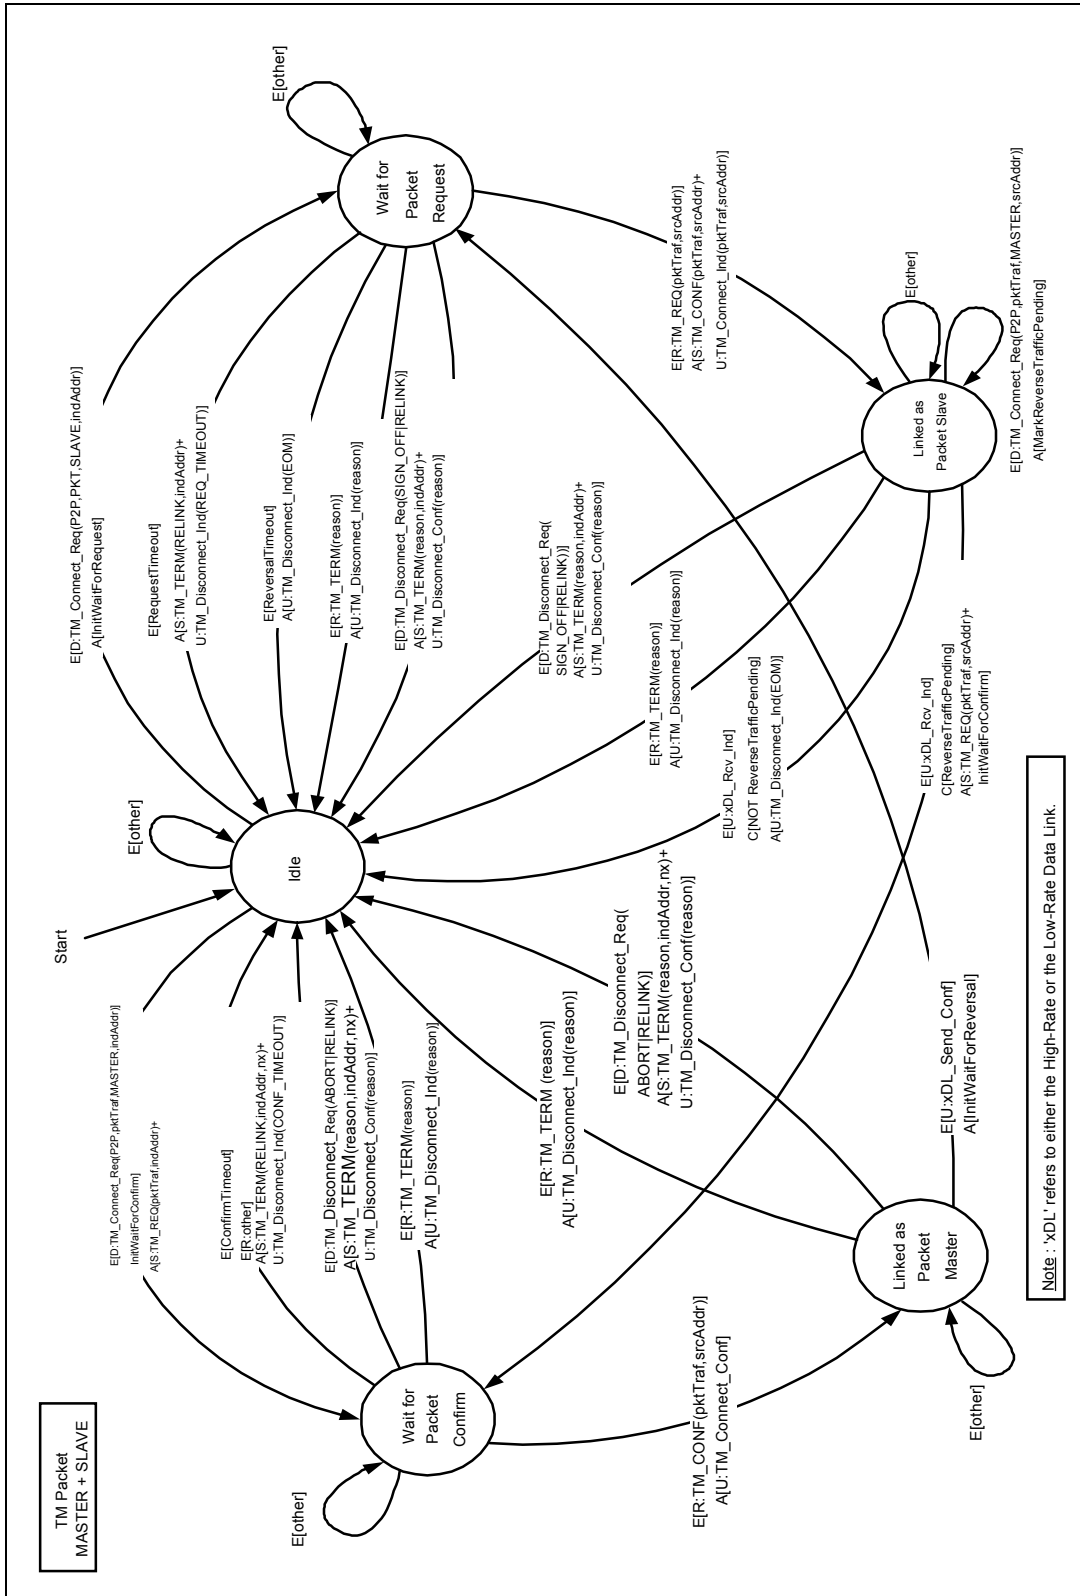 TM Packet
MASTER + SLAVE
Start
E[other]
Idle
E[D:TM_Connect_Req(P2P,pktTraf,MASTER,indAddr)]
InitWaitForConfirm]
A[S:TM_REQ(pktTraf,indAddr)+
E[ConfirmTimeout]
E[R:other]
A[S:TM_TERM(RELINK,indAddr,nx)+
U:TM_Disconnect_Ind(CONF_TIMEOUT)]
E[D:TM_Disconnect_Req(ABORT|RELINK)]
A[S:TM_TERM(reason,indAddr,nx)+
U:TM_Disconnect_Conf(reason)]
E[R:TM_TERM(reason)]
A[U:TM_Disconnect_Ind(reason)]
E[other]
Wait for
Packet
Confirm
E[D:TM_Connect_Req(P2P,PKT,SLAVE,indAddr)]
A[InitWaitForRequest]
E[RequestTimeout]
A[S:TM_TERM(RELINK,indAddr)+
U:TM_Disconnect_Ind(REQ_TIMEOUT)]
E[ReversalTimeout]
A[U:TM_Disconnect_Ind(EOM)]
E[R:TM_TERM(reason)]
A[U:TM_Disconnect_Ind(reason)]
E[D:TM_Disconnect_Req(SIGN_OFF|RELINK)]
A[S:TM_TERM(reason,indAddr)+
U:TM_Disconnect_Conf(reason)]
E[other]
Wait for
Packet
Request
E[R:TM_TERM (reason)]
A[U:TM_Disconnect_Ind(reason)]
E[D:TM_Disconnect_Req(
ABORT|RELINK)]
A[S:TM_TERM(reason,indAddr,nx)+
U:TM_Disconnect_Conf(reason)]
E[D:TM_Disconnect_Req(
SIGN_OFF|RELINK))]
A[S:TM_TERM(reason,indAddr)+
U:TM_Disconnect_Conf(reason)]
E[R:TM_TERM(reason)]
A[U:TM_Disconnect_Ind(reason)]
E[U:xDL_Rcv_Ind]
C[NOT ReverseTrafficPending]
A[U:TM_Disconnect_Ind(EOM)]
E[R:TM_REQ(pktTraf,srcAddr)]
A[S:TM_CONF(pktTraf,srcAddr)+
U:TM_Connect_Ind(pktTraf,srcAddr)]
E[R:TM_CONF(pktTraf,srcAddr)]
A[U:TM_Connect_Conf]
E[U:xDL_Send_Conf]
A[InitWaitForReversal]
E[U:xDL_Rcv_Ind]
C[ReverseTrafficPending]
A[S:TM_REQ(pktTraf,srcAddr)+
InitWaitForConfirm]
Linked as
Packet
Master
E[other]
Linked as
Packet Slave
E[other]
E[D:TM_Connect_Req(P2P,pktTraf,MASTER,srcAddr)]
A[MarkReverseTrafficPending]
Note : 'xDL' refers to either the High-Rate or the Low-Rate Data Link.